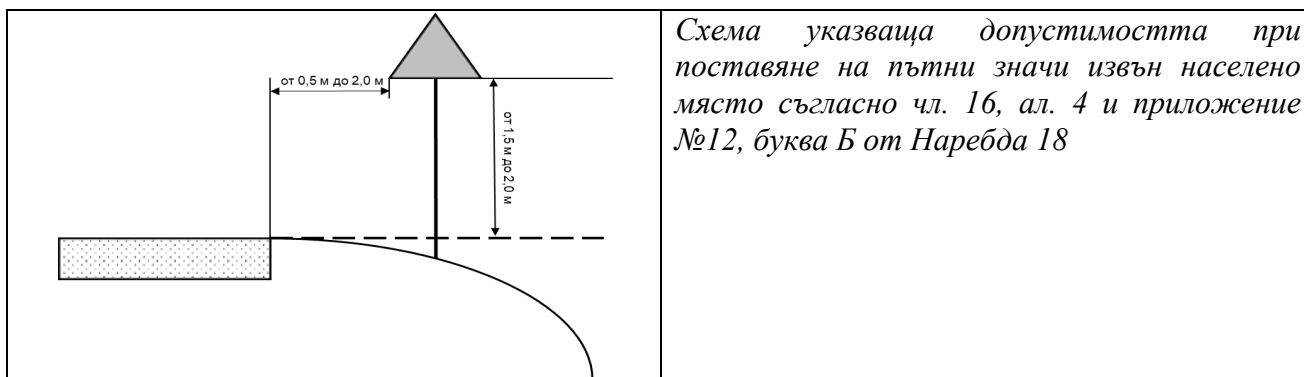 от 0,5 м до 2,0 м
от 1,5 м до 2,0 м
Схема указваща допустимостта при
поставяне на пътни значи извън населено
място съгласно чл. 16, ал. 4 и приложение
№12, буква Б от Наребда 18